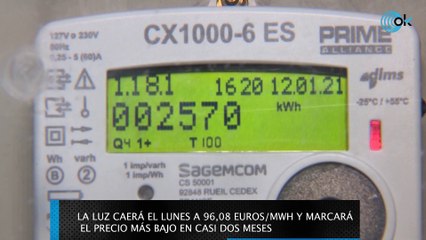 ok
127V o 230V
50Hz
0,25 - 5 (60)A
CX1000-6 ES
PRIME
ALLIANCE
dlms
-25°C / +55°C
1.18.1 16 20 12.01.21
kWh
002570
Q4 1+ T 100
Wh varh
1 imp/varh
1 imp/Wh
SAGEMCOM
CS 50001
92848 RUEIL CEDEX
LA LUZ CAERÁ EL LUNES A 96,08 EUROS/MWH Y MARCARÁ
EL PRECIO MÁS BAJO EN CASI DOS MESES